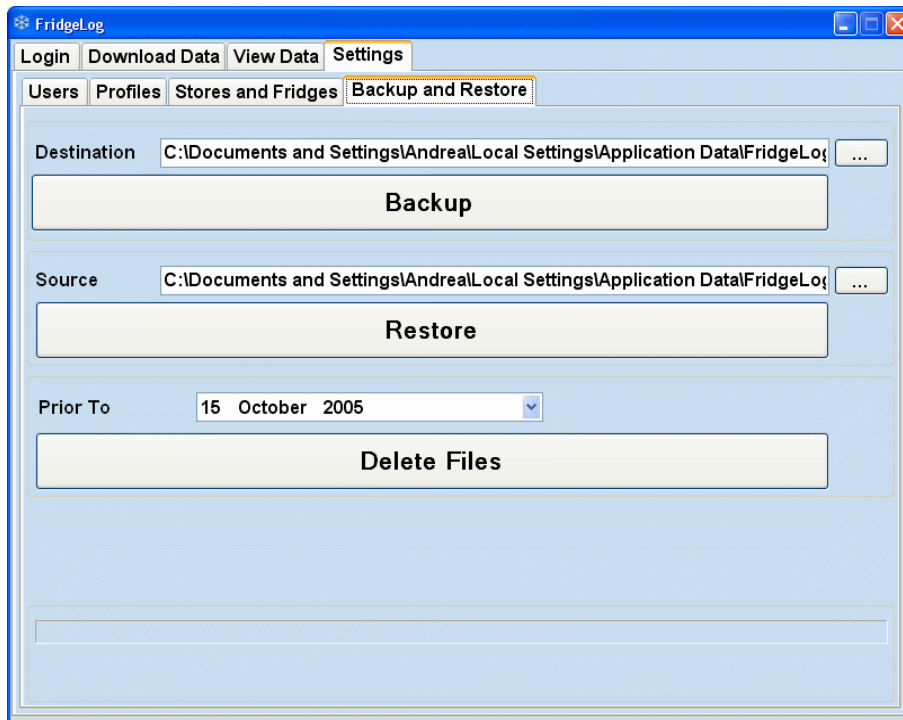 FridgeLog
Login Download Data View Data Settings
Users Profiles Stores and Fridges Backup and Restore
Destination C:\Documents and Settings\Andrea\Local Settings\Application Data\FridgeLog ...
Backup
Source C:\Documents and Settings\Andrea\Local Settings\Application Data\FridgeLog ...
Restore
Prior To 15 October 2005
Delete Files